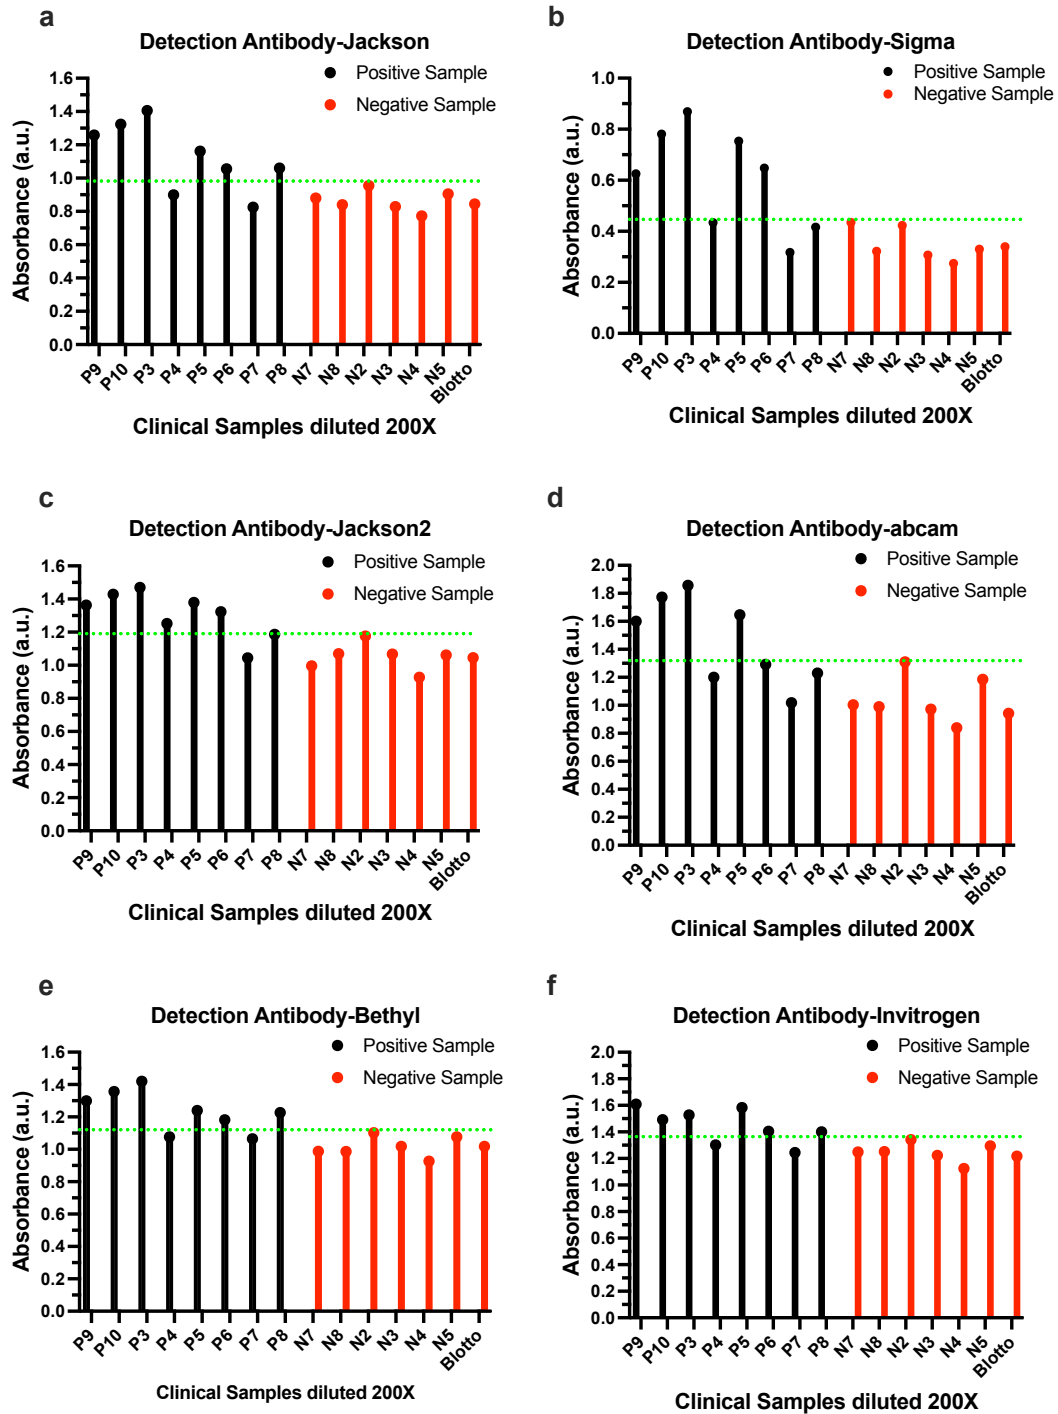 a
Detection Antibody-Jackson
Positive Sample
Negative Sample
Absorbance (a.u.)
1.6
1.4
1.2
1.0
0.8
0.6
0.4
0.2
0.0
P9 P10 P3 P4 P5 P6 P7 P8 N7 N8 N2 N3 N4 N5 Blotto
Clinical Samples diluted 200X
b
Detection Antibody-Sigma
Positive Sample
Negative Sample
Absorbance (a.u.)
1.0
0.8
0.6
0.4
0.2
0.0
P9 P10 P3 P4 P5 P6 P7 P8 N7 N8 N2 N3 N4 N5 Blotto
Clinical Samples diluted 200X
c
Detection Antibody-Jackson2
Positive Sample
Negative Sample
Absorbance (a.u.)
1.6
1.4
1.2
1.0
1.6
1.8
1.4
1.2
0.0
P9 P10 P3 P4 P5 P6 P7 P8 N7 N8 N2 N3 N4 N5 Blotto
Clinical Samples diluted 200X
d
Detection Antibody-abcam
Positive Sample
Negative Sample
Absorbance (a.u.)
2.0
1.8
1.6
1.4
1.2
1.0
0.8
0.6
0.4
0.2
0.0
P9 P10 P3 P4 P5 P6 P7 P8 N7 N8 N2 N3 N4 N5 Blotto
Clinical Samples diluted 200X
e
Detection Antibody-Bethyl
Positive Sample
Negative Sample
Absorbance (a.u.)
1.6
1.4
1.2
1.0
1.6
1.8
1.4
1.2
0.0
P9 P10 P3 P4 P5 P6 P7 P8 N7 N8 N2 N3 N4 N5 Blotto
Clinical Samples diluted 200X
f
Detection Antibody-Invitrogen
Positive Sample
Negative Sample
Absorbance (a.u.)
2.0
1.8
1.6
1.4
1.2
1.0
0.8
0.6
0.4
0.2
0.0
P9 P10 P3 P4 P5 P6 P7 P8 N7 N8 N2 N3 N4 N5 Blotto
Clinical Samples diluted 200X